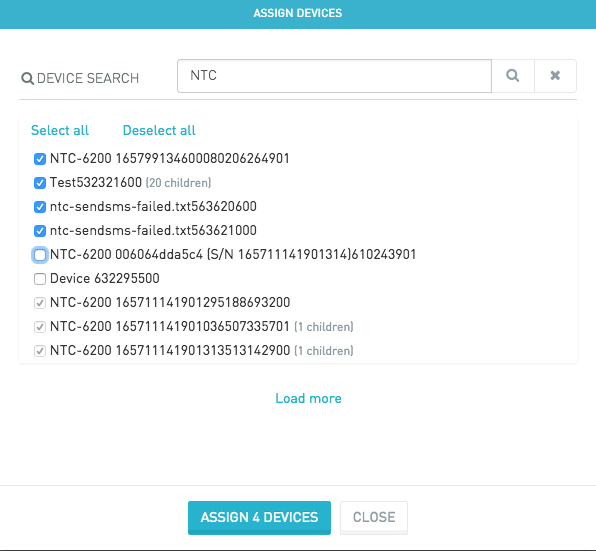 ASSIGN DEVICES
DEVICE SEARCH
NTC
Select all Deselect all
NTC-6200 165799134600080206264901
Test532321600 (20 children)
ntc-sendsms-failed.txt563620600
ntc-sendsms-failed.txt563621000
NTC-6200 006064dda5c4 (S/N 165711141901314)610243901
Device 632295500
NTC-6200 165711141901295188693200
NTC-6200 165711141901036507335701 (1 children)
NTC-6200 165711141901313513142900 (1 children)
Load more
ASSIGN 4 DEVICES CLOSE